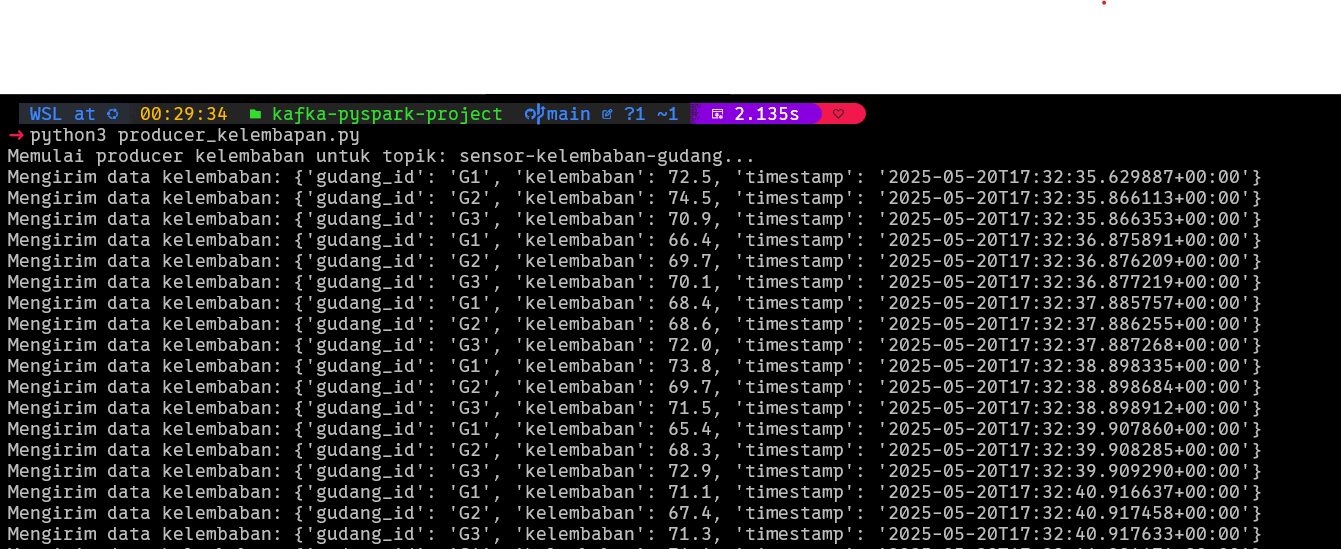 WSL at 00:29:34 kafka-pyspark-project main ?1 ~1 2.135s
python3 producer_kelembapan.py
Memulai producer kelembaban untuk topik: sensor-kelembaban-gudang...
Mengirim data kelembaban: {'gudang_id': 'G1', 'kelembaban': 72.5, 'timestamp': '2025-05-20T17:32:35.629887+00:00'}
Mengirim data kelembaban: {'gudang_id': 'G2', 'kelembaban': 74.5, 'timestamp': '2025-05-20T17:32:35.866113+00:00'}
Mengirim data kelembaban: {'gudang_id': 'G3', 'kelembaban': 70.9, 'timestamp': '2025-05-20T17:32:35.866353+00:00'}
Mengirim data kelembaban: {'gudang_id': 'G1', 'kelembaban': 66.4, 'timestamp': '2025-05-20T17:32:36.875891+00:00'}
Mengirim data kelembaban: {'gudang_id': 'G2', 'kelembaban': 69.7, 'timestamp': '2025-05-20T17:32:36.876209+00:00'}
Mengirim data kelembaban: {'gudang_id': 'G3', 'kelembaban': 70.1, 'timestamp': '2025-05-20T17:32:36.877219+00:00'}
Mengirim data kelembaban: {'gudang_id': 'G1', 'kelembaban': 68.4, 'timestamp': '2025-05-20T17:32:37.885757+00:00'}
Mengirim data kelembaban: {'gudang_id': 'G2', 'kelembaban': 68.6, 'timestamp': '2025-05-20T17:32:37.886255+00:00'}
Mengirim data kelembaban: {'gudang_id': 'G3', 'kelembaban': 72.0, 'timestamp': '2025-05-20T17:32:37.887268+00:00'}
Mengirim data kelembaban: {'gudang_id': 'G1', 'kelembaban': 73.8, 'timestamp': '2025-05-20T17:32:38.898335+00:00'}
Mengirim data kelembaban: {'gudang_id': 'G2', 'kelembaban': 69.7, 'timestamp': '2025-05-20T17:32:38.898684+00:00'}
Mengirim data kelembaban: {'gudang_id': 'G3', 'kelembaban': 71.5, 'timestamp': '2025-05-20T17:32:38.898912+00:00'}
Mengirim data kelembaban: {'gudang_id': 'G1', 'kelembaban': 65.4, 'timestamp': '2025-05-20T17:32:39.907860+00:00'}
Mengirim data kelembaban: {'gudang_id': 'G2', 'kelembaban': 68.3, 'timestamp': '2025-05-20T17:32:39.908285+00:00'}
Mengirim data kelembaban: {'gudang_id': 'G3', 'kelembaban': 72.9, 'timestamp': '2025-05-20T17:32:39.909290+00:00'}
Mengirim data kelembaban: {'gudang_id': 'G1', 'kelembaban': 71.1, 'timestamp': '2025-05-20T17:32:40.916637+00:00'}
Mengirim data kelembaban: {'gudang_id': 'G2', 'kelembaban': 67.4, 'timestamp': '2025-05-20T17:32:40.917458+00:00'}
Mengirim data kelembaban: {'gudang_id': 'G3', 'kelembaban': 71.3, 'timestamp': '2025-05-20T17:32:40.917633+00:00'}